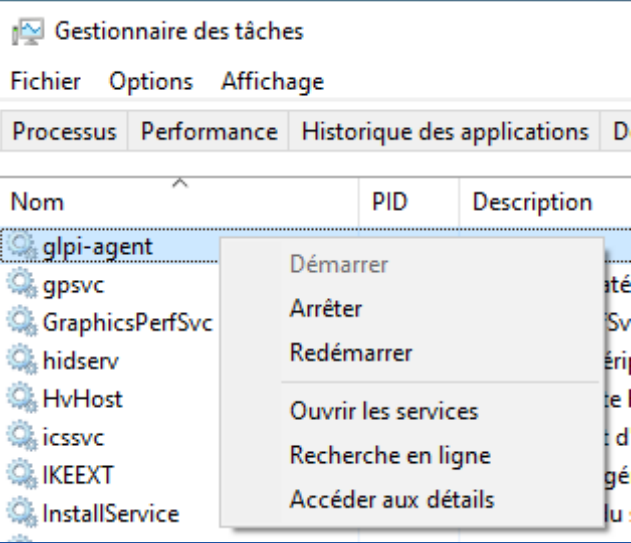 Gestionnaire des tâches
Fichier Options Affichage
Processus Performance Historique des applications
Nom PID Description
glpi-agent
Démarrer
gpsvc
Arrêter
GraphicsPerfSvc
Redémarrer
hidserv
HvHost
Ouvrir les services
icssvc
Recherche en ligne
IKEEXT
Accéder aux détails
InstallService